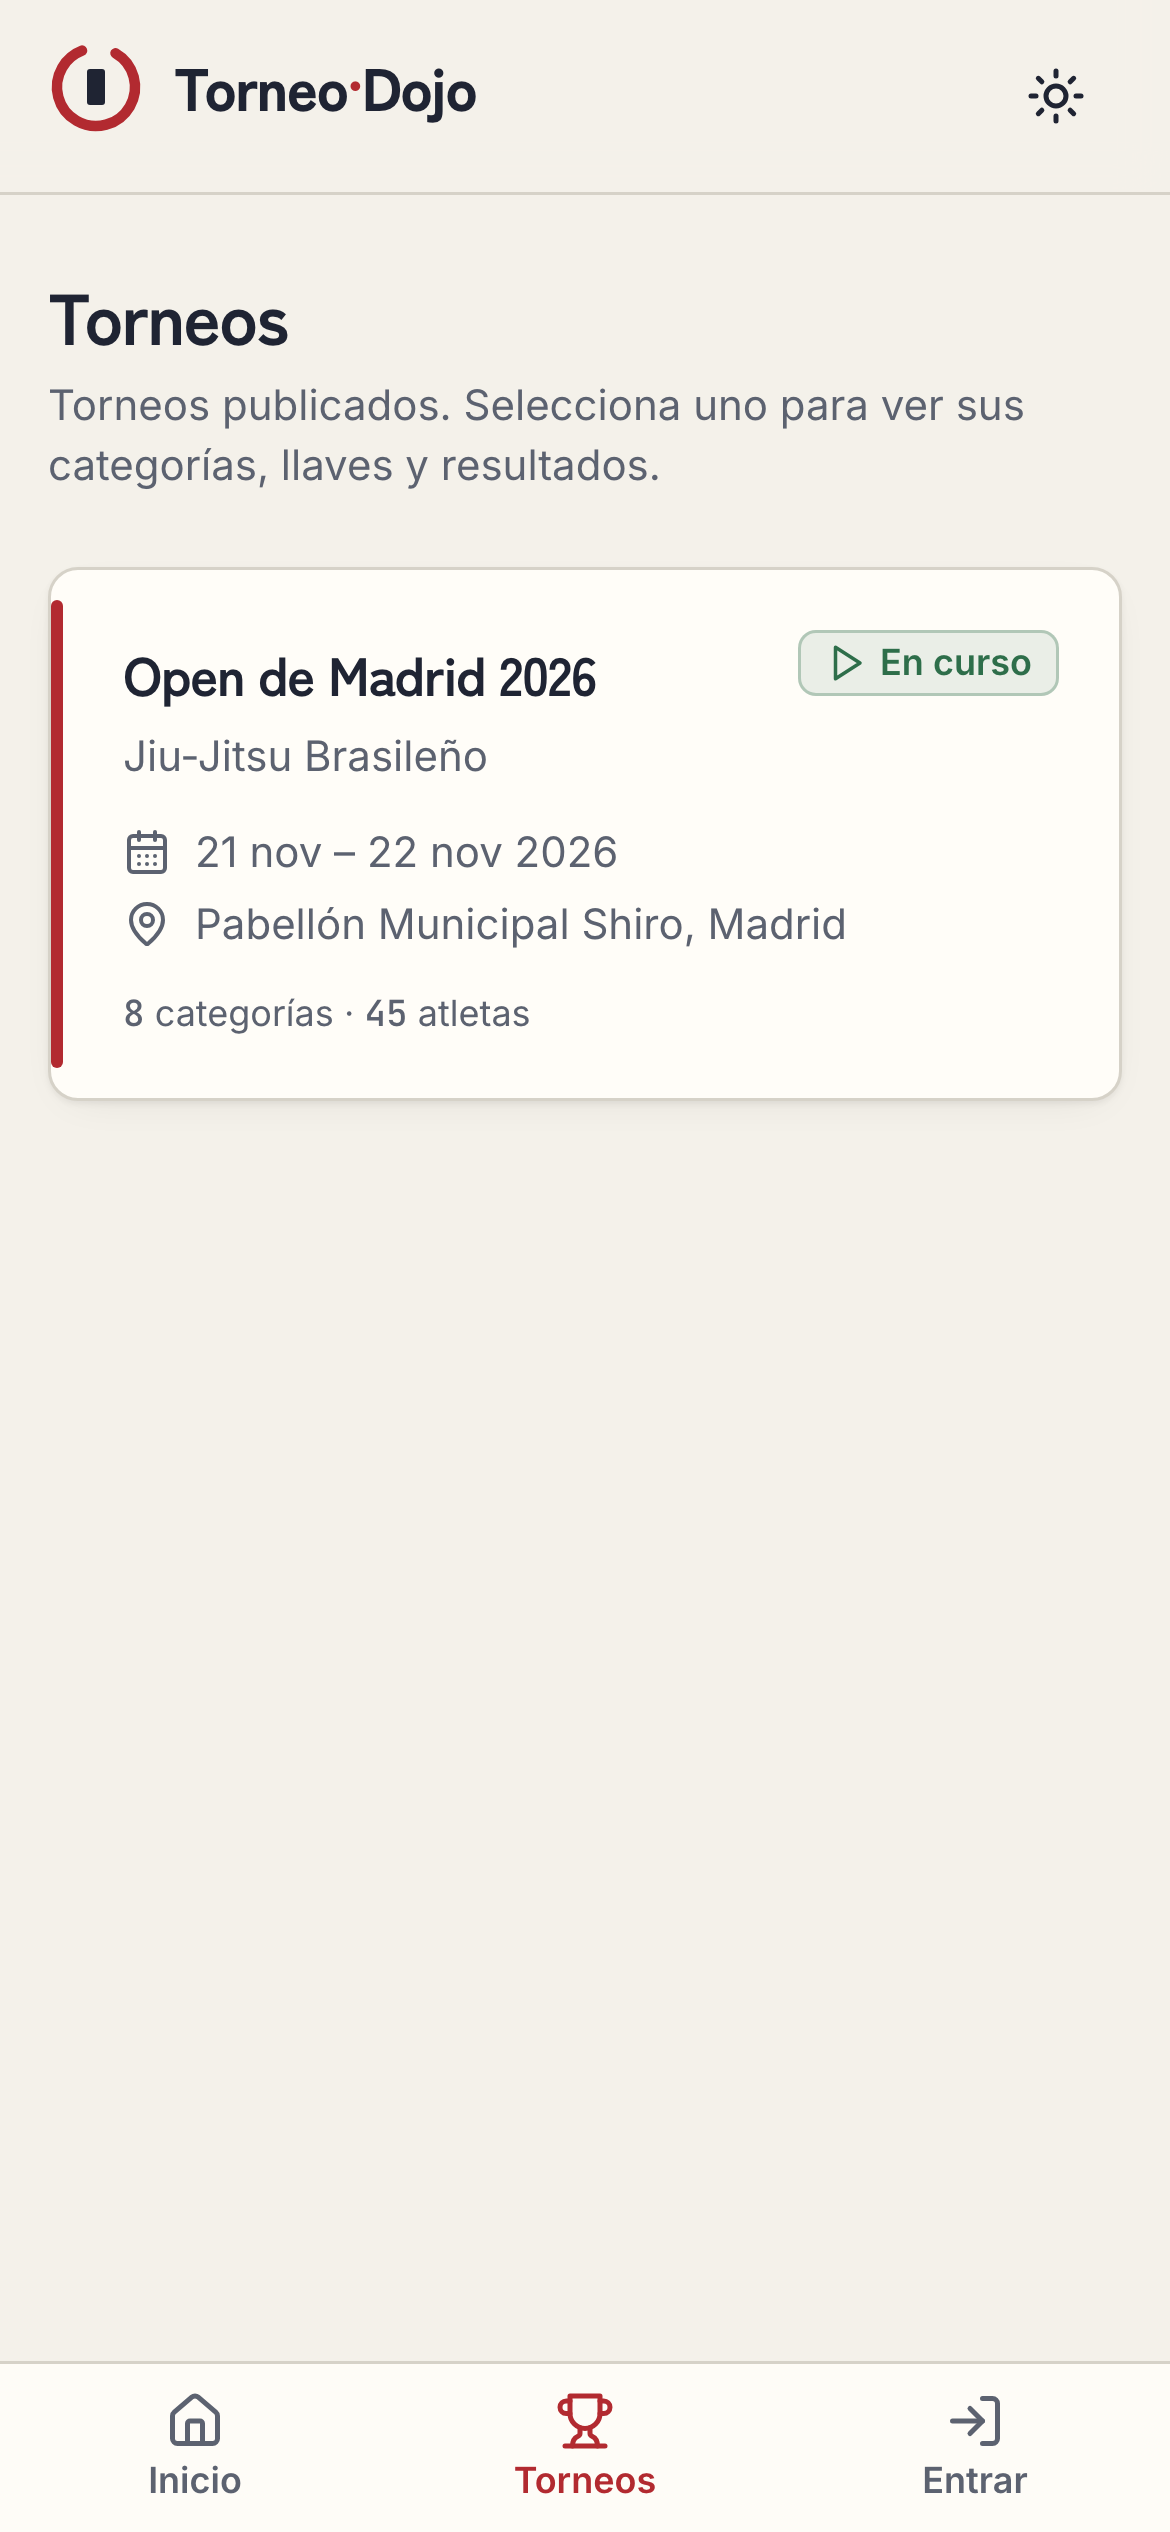 Torneo·Dojo
Torneos
Torneos publicados. Selecciona uno para ver sus
categorías, llaves y resultados.
Open de Madrid 2026
En curso
Jiu-Jitsu Brasileño
21 nov – 22 nov 2026
Pabellón Municipal Shiro, Madrid
8 categorías · 45 atletas
Inicio
Torneos
Entrar